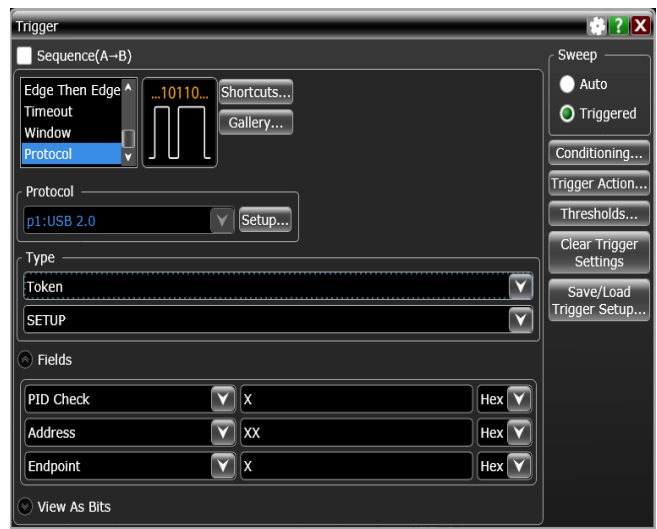 Trigger
?
X
Sequence(A→B)
Edge Then Edge
Timeout
Window
Protocol
...10110...
Shortcuts...
Gallery...
Protocol
p1:USB 2.0
Setup...
Type
Token
SETUP
Fields
PID Check
X
Hex
Address
XX
Hex
Endpoint
X
Hex
View As Bits
Sweep
Auto
Triggered
Conditioning...
Trigger Action...
Thresholds...
Clear Trigger
Settings
Save/Load
Trigger Setup...